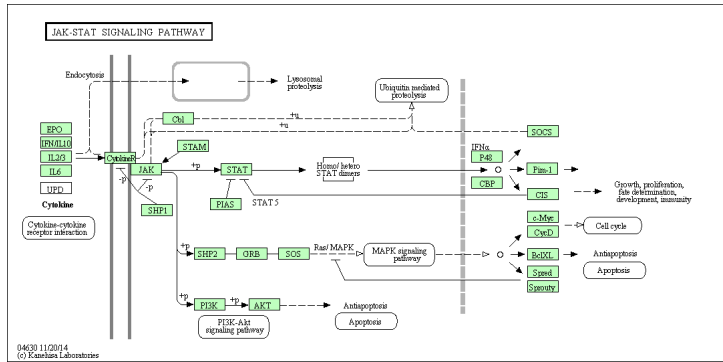 JAK-STAT SIGNALING PATHWAY
Endocytosis
Lysosomal
proteolysis
Ubiquitin mediated
proteolysis
Cbl
+u
+u
EPO
IFN/IL10
IL2/3
IL6
UPD
Cytokine
Cytokine-cytokine
receptor interaction
CytokineR
JAK
STAM
-p
-p
SHP1
+p
STAT
PIAS
STAT 5
Homo/ hetero
STAT dimers
IFNα
P48
CBP
SOCS
Pim-1
CIS
Growth, proliferation,
fate determination,
development, immunity
c-Myc
CycD
Cell cycle
BclXL
Antiapoptosis
Spred
Apoptosis
Sprouty
+p
SHP2
GRB
SOS
Ras/ MAPK
MAPK signaling
pathway
+p
PI3K
+p
AKT
Antiapoptosis
PI3K-Akt
signaling pathway
Apoptosis
04630 11/20/14
(c) Kanehisa Laboratories